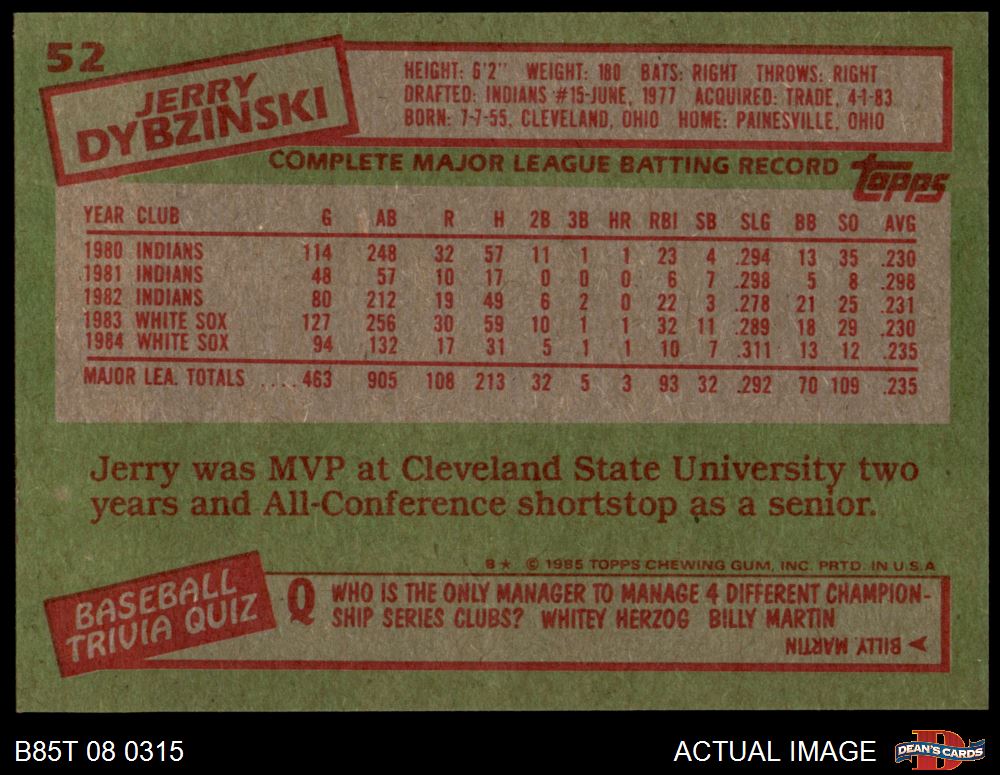 52
JERRY
DYBZINSKI
HEIGHT: 6'2" WEIGHT: 180 BATS: RIGHT THROWS: RIGHT
DRAFTED: INDIANS #15-JUNE, 1977 ACQUIRED: TRADE, 4-1-83
BORN: 7-7-55, CLEVELAND, OHIO HOME: PAINESVILLE, OHIO
COMPLETE MAJOR LEAGUE BATTING RECORD
Topps
YEAR CLUB G AB R H 2B 3B HR RBI SB SLG BB SO AVG
1980 INDIANS 114 248 32 57 11 1 1 23 4 .294 13 35 .230
1981 INDIANS 48 57 10 17 0 0 0 6 7 .298 5 8 .298
1982 INDIANS 80 212 19 49 6 2 0 22 3 .278 21 25 .231
1983 WHITE SOX 127 256 30 59 10 1 1 32 11 .289 18 29 .230
1984 WHITE SOX 94 132 17 31 5 1 1 10 7 .311 13 12 .235
MAJOR LEA. TOTALS ....463 905 108 213 32 5 3 93 32 .292 70 109 .235
Jerry was MVP at Cleveland State University two
years and All-Conference shortstop as a senior.
B★ © 1985 TOPPS CHEWING GUM, INC. PRTD. IN U.S.A
BASEBALL
TRIVIA QUIZ
Q WHO IS THE ONLY MANAGER TO MANAGE 4 DIFFERENT CHAMPION-
SHIP SERIES CLUBS? WHITEY HERZOG BILLY MARTIN
BILLY MARTIN
B85T 08 0315
ACTUAL IMAGE
D
DEAN'S CARDS